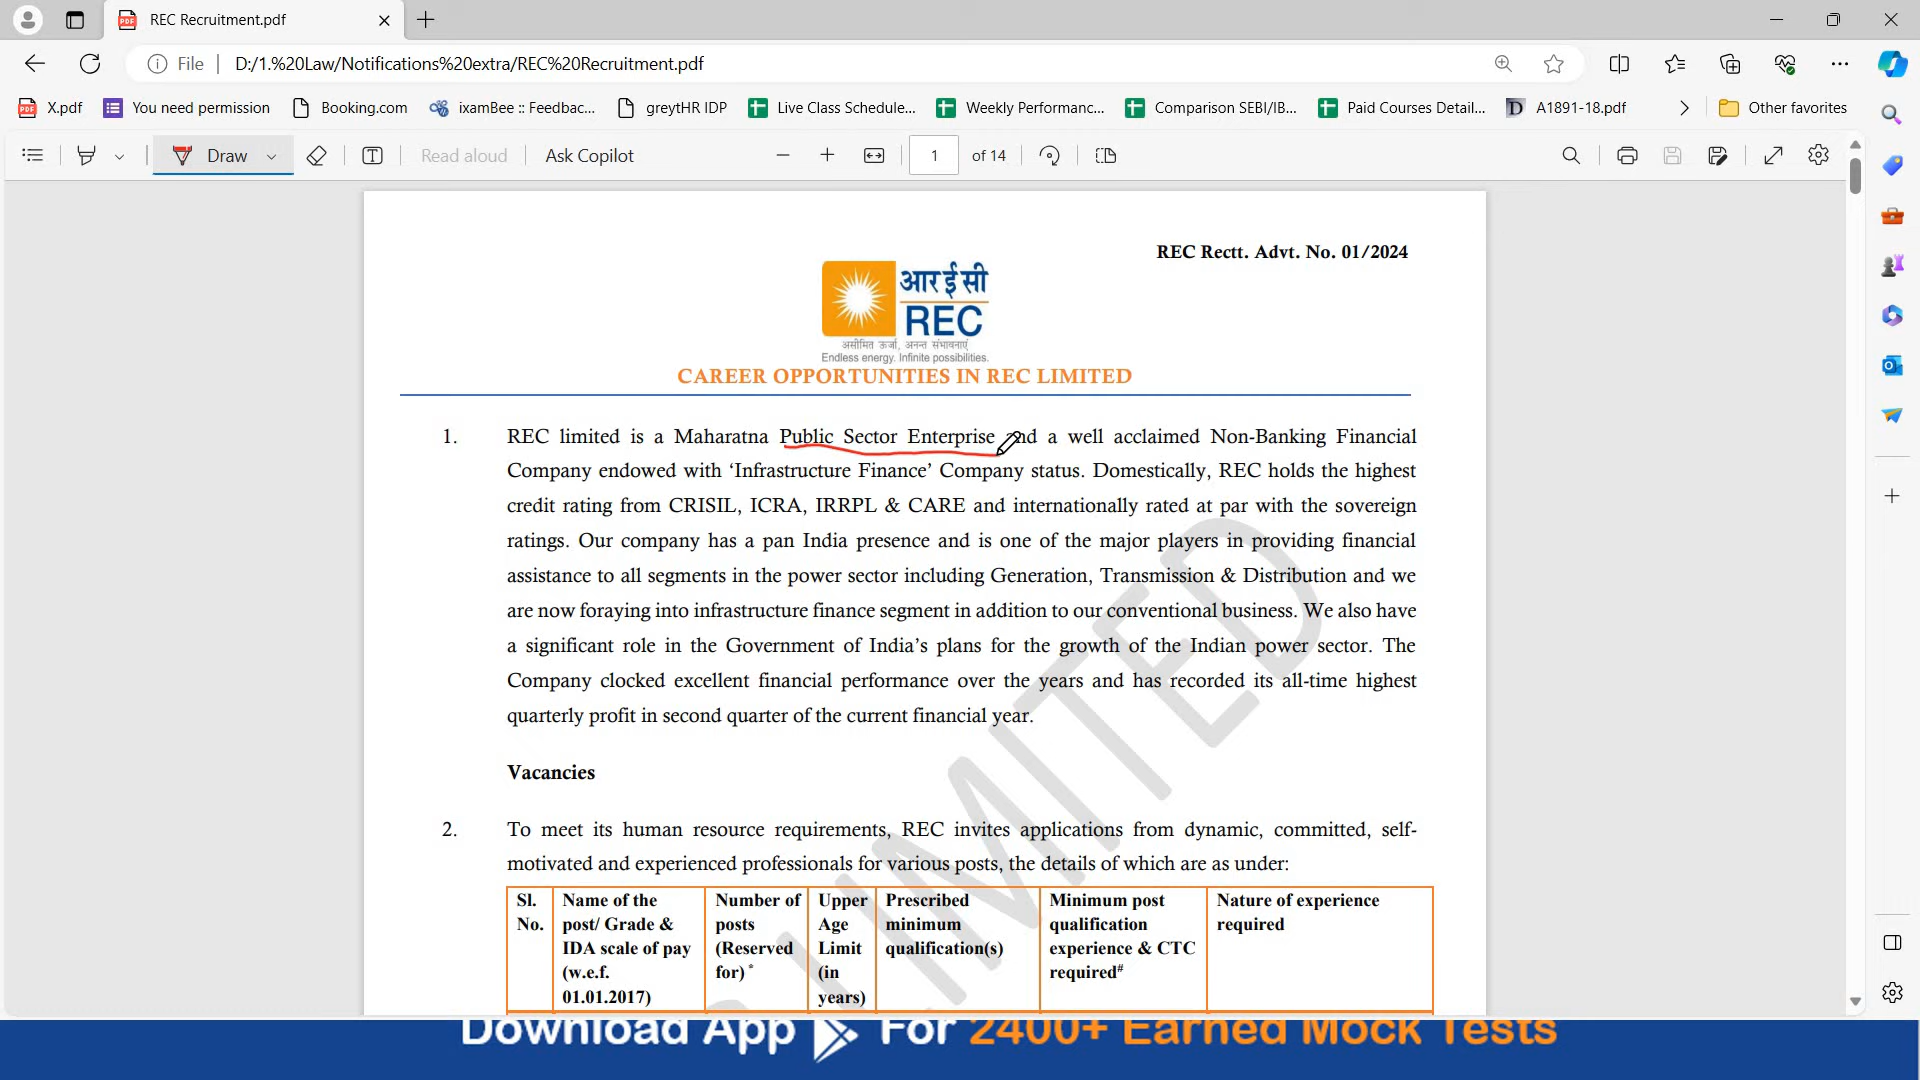 REC Recruitment.pdf
File
D:/1.%20Law/Notifications%20extra/REC%20Recruitment.pdf
X.pdf You need permission Booking.com ixamBee :: Feedbac... greytHR IDP Live Class Schedule... Weekly Performanc... Comparison SEBI/IB... Paid Courses Detail... A1891-18.pdf Other favorites
Draw Read aloud Ask Copilot 1 of 14
REC Rectt. Advt. No. 01/2024
आर ई सी
REC
असीमित ऊर्जा, अनन्त संभावनाएं
Endless energy. Infinite possibilities.
CAREER OPPORTUNITIES IN REC LIMITED
1. REC limited is a Maharatna Public Sector Enterprise and a well acclaimed Non-Banking Financial
Company endowed with ‘Infrastructure Finance’ Company status. Domestically, REC holds the highest
credit rating from CRISIL, ICRA, IRRPL & CARE and internationally rated at par with the sovereign
ratings. Our company has a pan India presence and is one of the major players in providing financial
assistance to all segments in the power sector including Generation, Transmission & Distribution and we
are now foraying into infrastructure finance segment in addition to our conventional business. We also have
a significant role in the Government of India’s plans for the growth of the Indian power sector. The
Company clocked excellent financial performance over the years and has recorded its all-time highest
quarterly profit in second quarter of the current financial year.
Vacancies
2. To meet its human resource requirements, REC invites applications from dynamic, committed, self-
motivated and experienced professionals for various posts, the details of which are as under:
Sl.
No.
Name of the
post/ Grade &
IDA scale of pay
(w.e.f.
01.01.2017)
Number of
posts
(Reserved
for) *
Upper
Age
Limit
(in
years)
Prescribed
minimum
qualification(s)
Minimum post
qualification
experience & CTC
required#
Nature of experience
required
LIMITED
Download App For 2400+ Earned Mock Tests